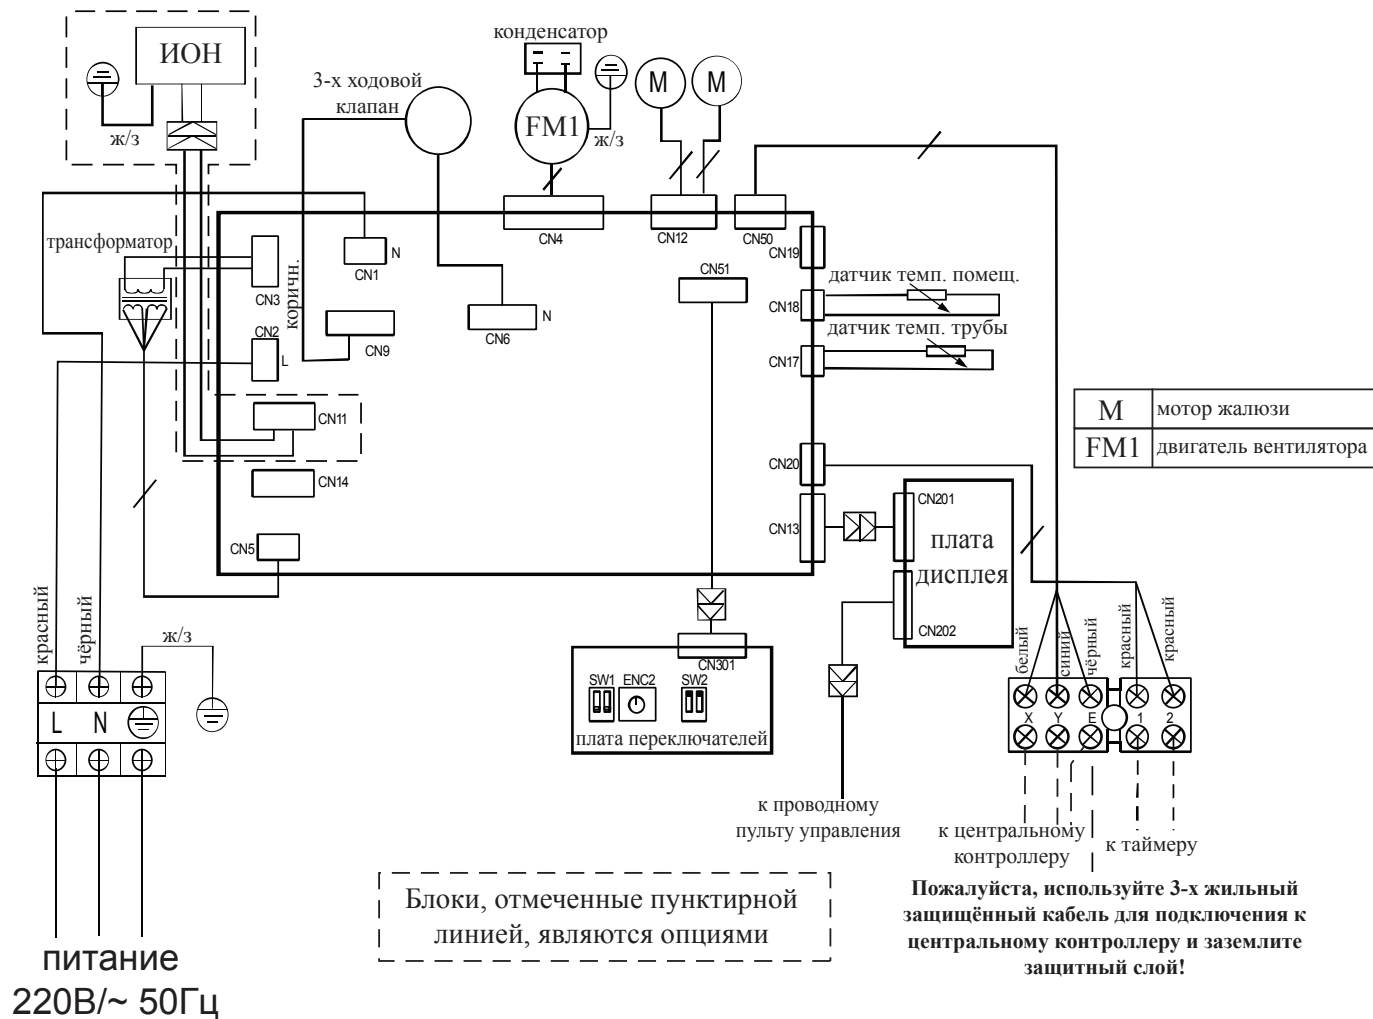 ИОН
ж/з
3-х ходовой
клапан
конденсатор
FM1
ж/з
M
M
трансформатор
коричн.
CN3
CN1
N
CN4
CN12
CN50
CN19
CN51
датчик темп. помещ.
CN18
датчик темп. трубы
CN17
CN2
L
CN9
CN6
N
CN11
CN14
CN5
CN20
CN13
CN201
плата
дисплея
CN202
M мотор жалюзи
FM1 двигатель вентилятора
красный
чёрный
ж/з
L N
CN301
SW1 ENC2 SW2
плата переключателей
белый
синий
чёрный
красный
красный
X Y E 1 2
к проводному
пульту управления
к центральному
контроллеру
к таймеру
Блоки, отмеченные пунктирной
линией, являются опциями
Пожалуйста, используйте 3-х жильный
защищённый кабель для подключения к
центральному контроллеру и заземлите
защитный слой!
питание
220В/~ 50Гц